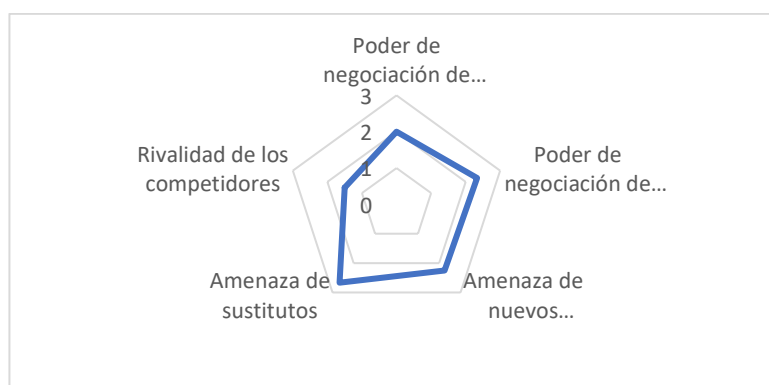 Poder de
negociación de...
3
2
1
0
Poder de
negociación de...
Amenaza de
nuevos...
Amenaza de
sustitutos
Rivalidad de los
competidores